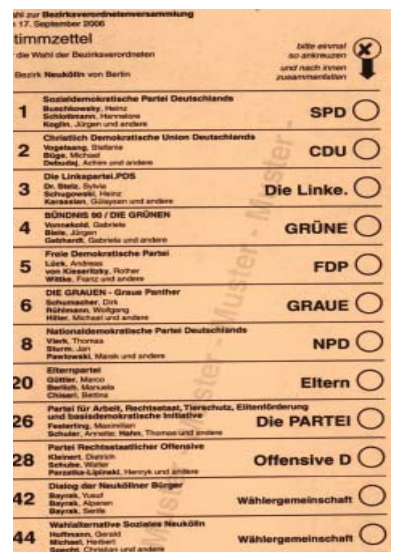 ahl zur Bezirksverordnetenversammlung
17. September 2006
timmzettel
die Wahl der Bezirksverordneten
Bezirk Neukölln von Berlin
bitte einmal
so ankreuzen
und nach innen
zusammenfalten
1 Sozialdemokratische Partei Deutschlands
Buschkowsky, Heinz
Schlottmann, Hannelore
Koglin, Jürgen und andere
SPD
2 Christlich Demokratische Union Deutschlands
Vogelsang, Stefanie
Büge, Michael
Debudaj, Achim und andere
CDU
3 Die Linkspartei.PDS
Dr. Stelz, Sylvia
Schugowski, Heinz
Karaaslan, Gülaysen und andere
Die Linke.
4 BÜNDNIS 90 / DIE GRÜNEN
Vonnekold, Gabriele
Biele, Jürgen
Gebhardt, Gabriele und andere
GRÜNE
5 Freie Demokratische Partei
Lück, Andreas
von Kieseritzky, Rother
Wittke, Franz und andere
FDP
6 DIE GRAUEN - Graue Panther
Schumacher, Dirk
Rühlmann, Wolfgang
Hiller, Michael und andere
GRAUE
8 Nationaldemokratische Partei Deutschlands
Vierk, Thomas
Sturm, Jan
Pawlowski, Marek und andere
NPD
20 Elternpartei
Güttler, Marco
Berlich, Manuela
Chiseri, Bettina
Eltern
26 Partei für Arbeit, Rechtsstaat, Tierschutz, Elitenförderung
und basisdemokratische Initiative
Festerling, Maximilian
Schuler, Annette, Hahn, Thomas und andere
Die PARTEI
28 Partei Rechtsstaatlicher Offensive
Kleinert, Dietrich
Schube, Walter
Parzatka-Lipinski, Henryk und andere
Offensive D
42 Dialog der Neuköllner Bürger
Bayrak, Yusuf
Bayrak, Alperen
Bayrak, Serife
Wählergemeinschaft
44 Wahlalternative Soziales Neukölln
Hoffmann, Gerald
Michael, Herbert
Specht, Christian und andere
Wählergemeinschaft
Muster - Muster - Muster -